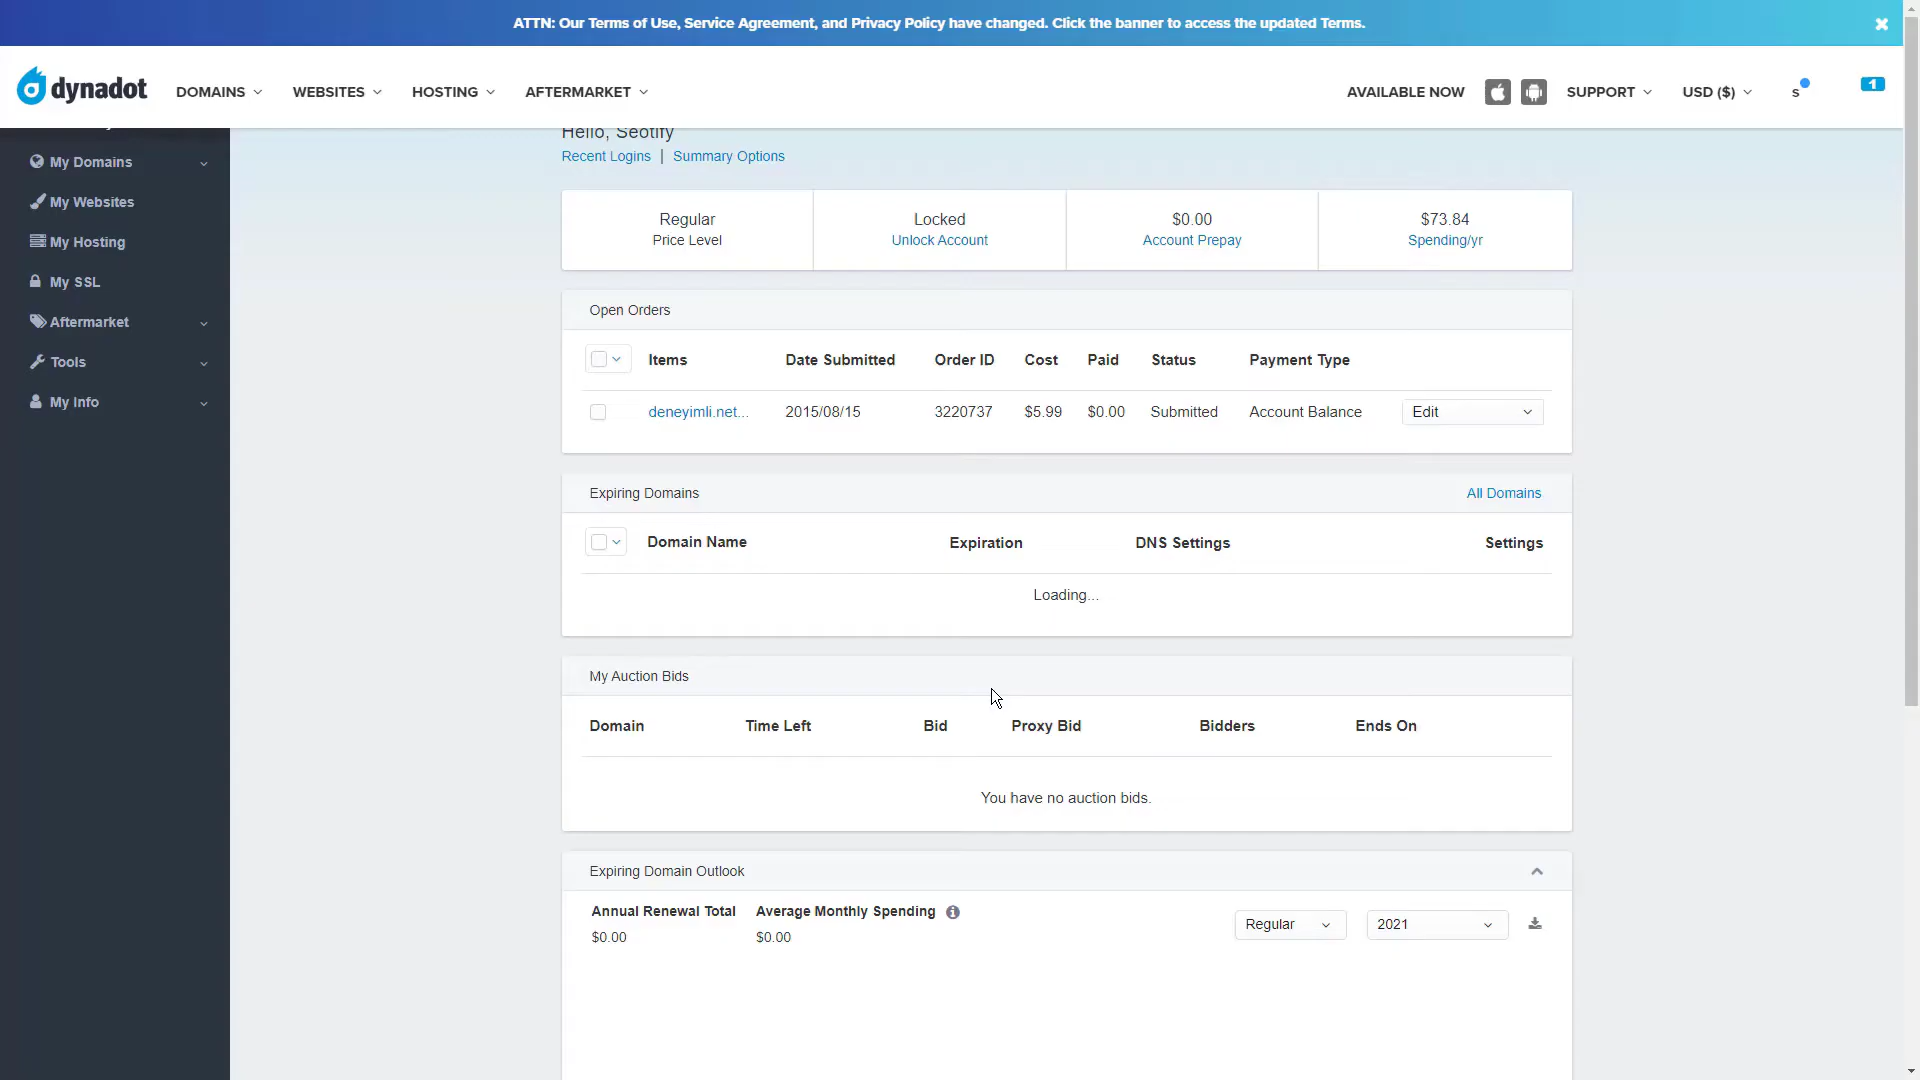 ATTN: Our Terms of Use, Service Agreement, and Privacy Policy have changed. Click the banner to access the updated Terms.
dynadot DOMAINS WEBSITES HOSTING AFTERMARKET AVAILABLE NOW SUPPORT USD ($) s 1
My Domains
My Websites
My Hosting
My SSL
Aftermarket
Tools
My Info
Hello, Seotify
Recent Logins | Summary Options
Regular
Price Level
Locked
Unlock Account
$0.00
Account Prepay
$73.84
Spending/yr
Open Orders
Items Date Submitted Order ID Cost Paid Status Payment Type
deneyimli.net... 2015/08/15 3220737 $5.99 $0.00 Submitted Account Balance Edit
Expiring Domains All Domains
Domain Name Expiration DNS Settings Settings
Loading...
My Auction Bids
Domain Time Left Bid Proxy Bid Bidders Ends On
You have no auction bids.
Expiring Domain Outlook
Annual Renewal Total Average Monthly Spending
$0.00 $0.00
Regular 2021